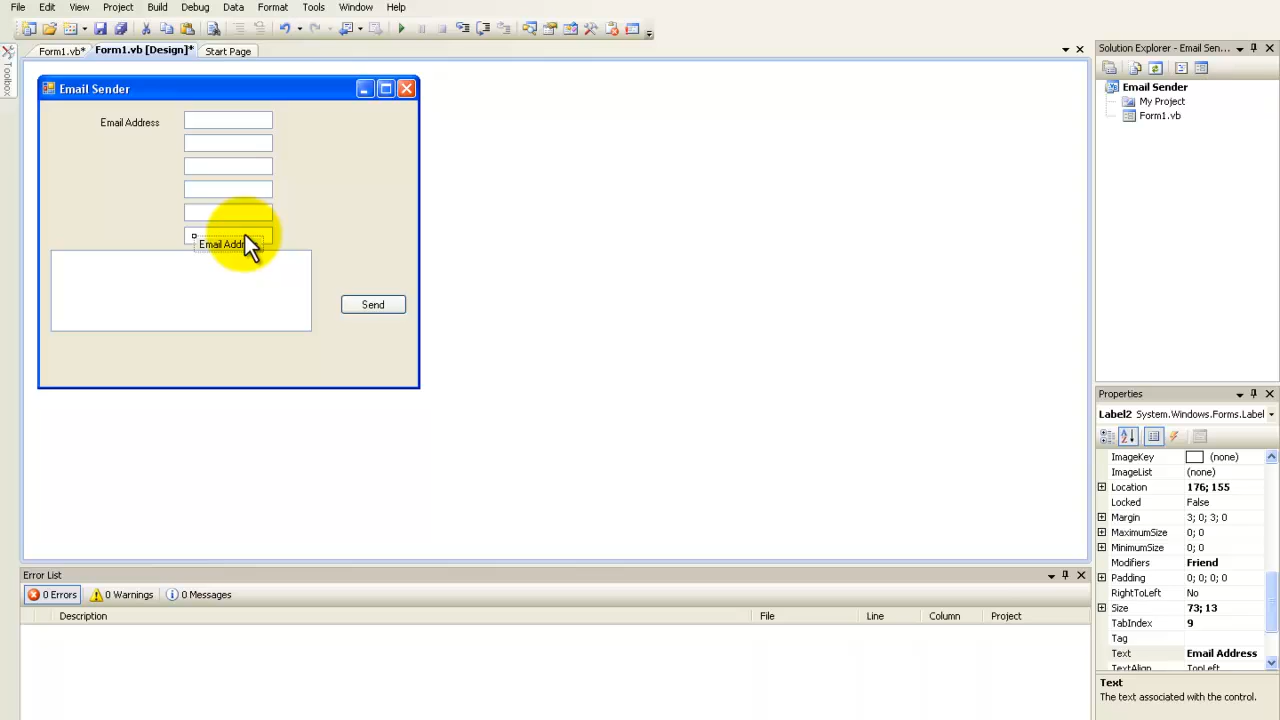 File Edit View Project Build Debug Data Format Tools Window Help
Form1.vb* Form1.vb [Design]* Start Page
Toolbox
Email Sender
Email Address
Email Addr
Send
Solution Explorer - Email Sen...
Email Sender
My Project
Form1.vb
Properties
Label2 System.Windows.Forms.Label
ImageKey (none)
ImageList (none)
Location 176; 155
Locked False
Margin 3; 0; 3; 0
MaximumSize 0; 0
MinimumSize 0; 0
Modifiers Friend
Padding 0; 0; 0; 0
RightToLeft No
Size 73; 13
TabIndex 9
Tag
Text Email Address
TextAlign TopLeft
Text
The text associated with the control.
Error List
0 Errors 0 Warnings 0 Messages
Description File Line Column Project